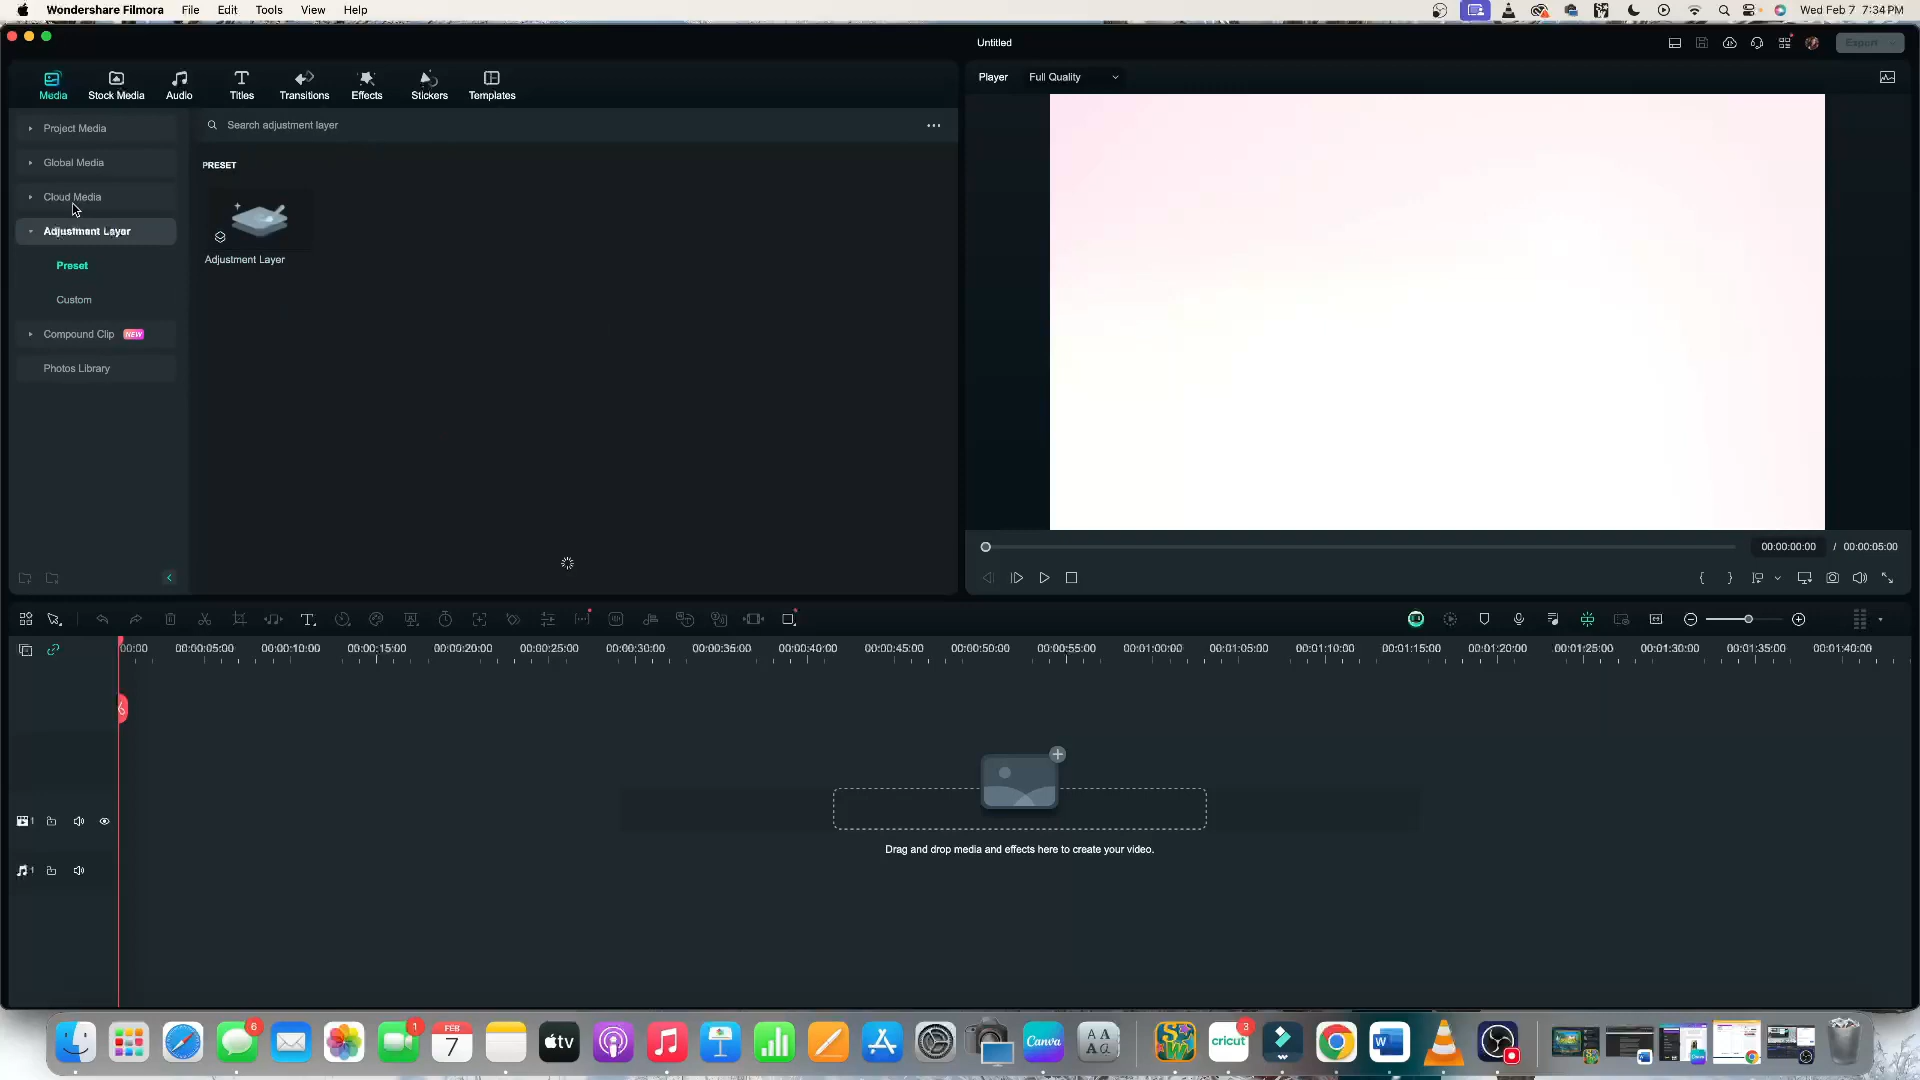 Wondershare Filmora File Edit Tools View Help
Wed Feb 7 7:34 PM
Untitled
Export
Media
Stock Media
Audio
Titles
Transitions
Effects
Stickers
Templates
Player
Full Quality
Project Media
Global Media
Cloud Media
Adjustment Layer
Preset
Custom
Compound Clip NEW
Photos Library
Search adjustment layer
PRESET
Adjustment Layer
00:00:00:00 / 00:00:05:00
00:00 00:00:05:00 00:00:10:00 00:00:15:00 00:00:20:00 00:00:25:00 00:00:30:00 00:00:35:00 00:00:40:00 00:00:45:00 00:00:50:00 00:00:55:00 00:01:00:00 00:01:05:00 00:01:10:00 00:01:15:00 00:01:20:00 00:01:25:00 00:01:30:00 00:01:35:00 00:01:40:00
Drag and drop media and effects here to create your video.
1
1
6
1
FEB
7
tv
Canva
A A
A α
cricut
3
W